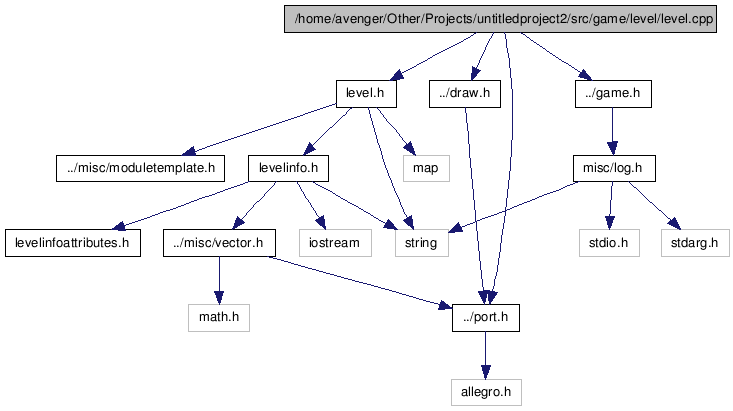 /home/avenger/Other/Projects/untitledproject2/src/game/level/level.cpp
level.h
../draw.h
../game.h
../misc/moduletemplate.h
levelinfo.h
map
misc/log.h
levelinfoattributes.h
../misc/vector.h
iostream
string
stdio.h
stdarg.h
math.h
../port.h
allegro.h